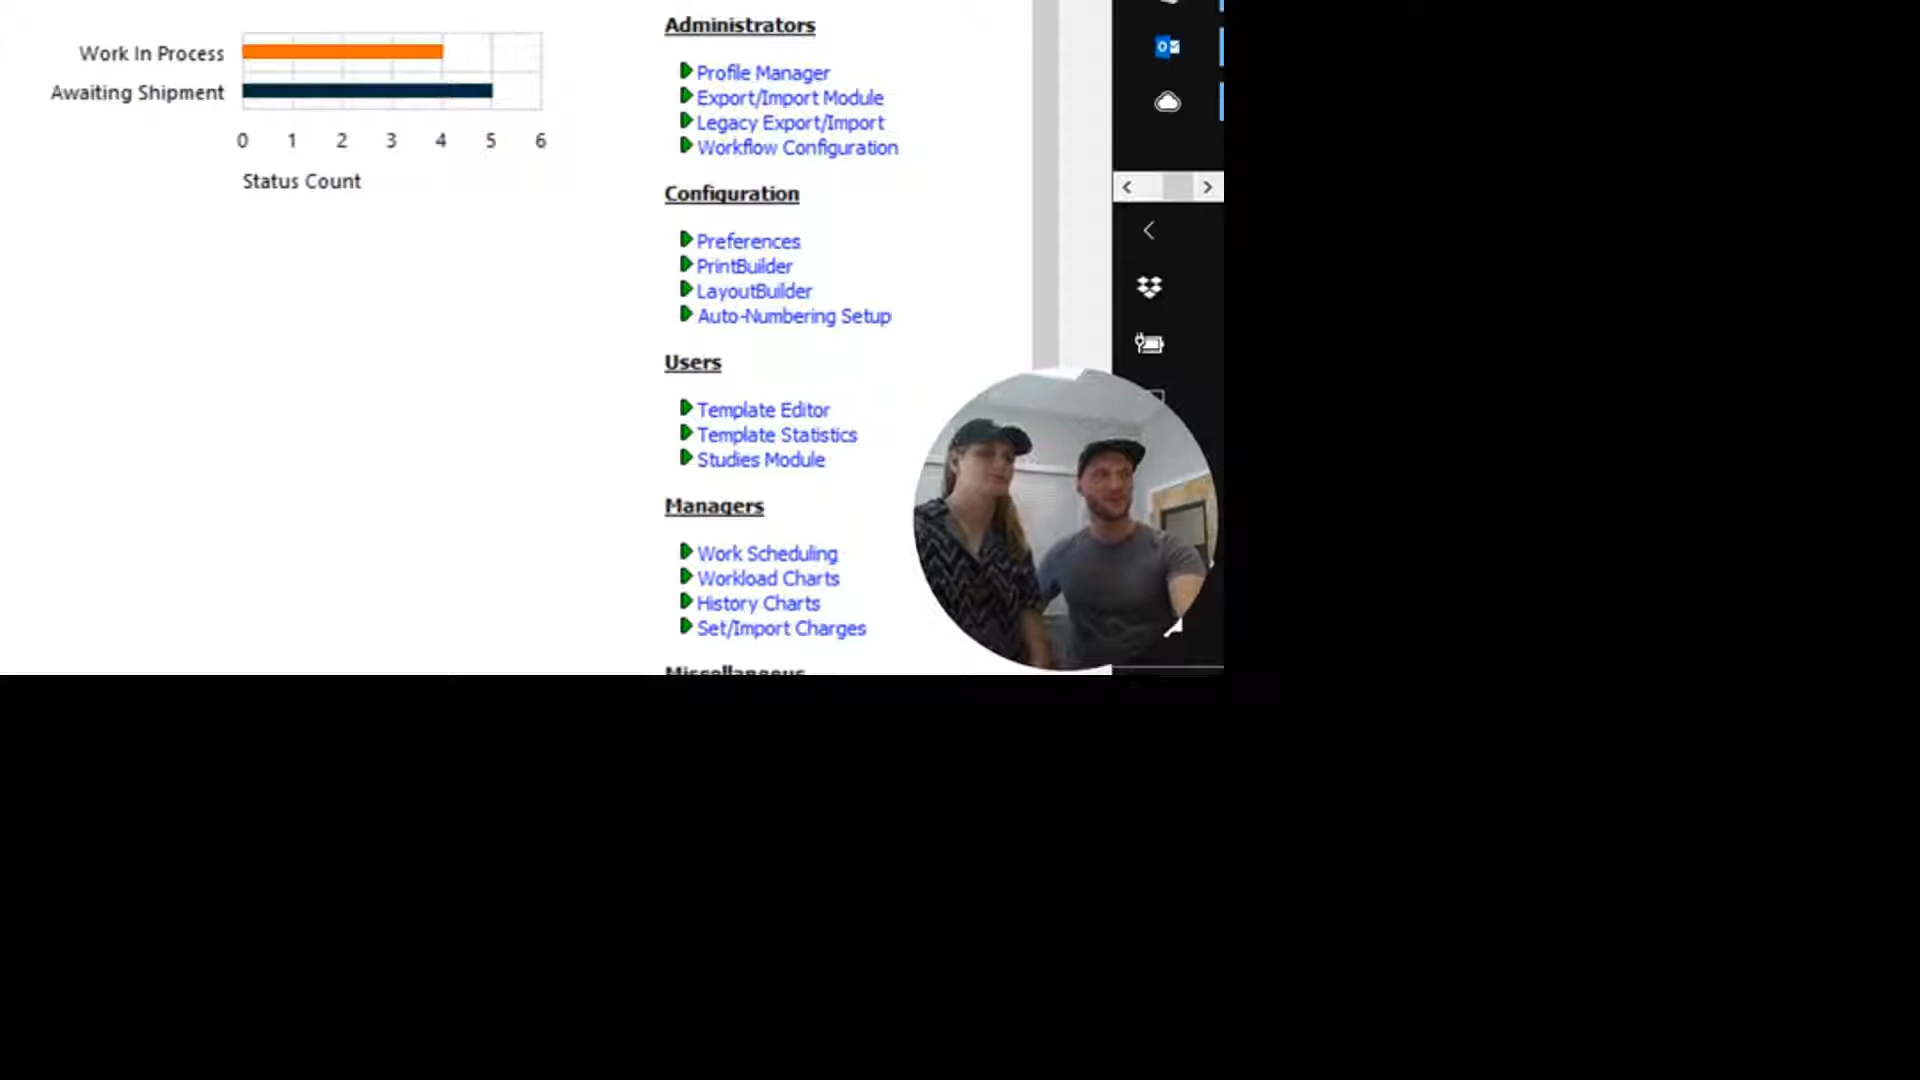 Work In Process
Awaiting Shipment
0 1 2 3 4 5 6
Status Count
Administrators
Profile Manager
Export/Import Module
Legacy Export/Import
Workflow Configuration
Configuration
Preferences
PrintBuilder
LayoutBuilder
Auto-Numbering Setup
Users
Template Editor
Template Statistics
Studies Module
Managers
Work Scheduling
Workload Charts
History Charts
Set/Import Charges
Miscellaneous